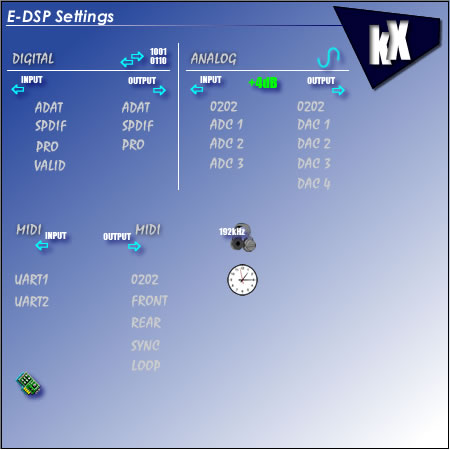 E-DSP Settings
kX
DIGITAL
1001
0110
INPUT
OUTPUT
ADAT
SPDIF
PRO
VALID
ADAT
SPDIF
PRO
ANALOG
INPUT
+4dB
OUTPUT
0202
ADC 1
ADC 2
ADC 3
0202
DAC 1
DAC 2
DAC 3
DAC 4
MIDI
INPUT
UART1
UART2
OUTPUT
MIDI
0202
FRONT
REAR
SYNC
LOOP
192kHz